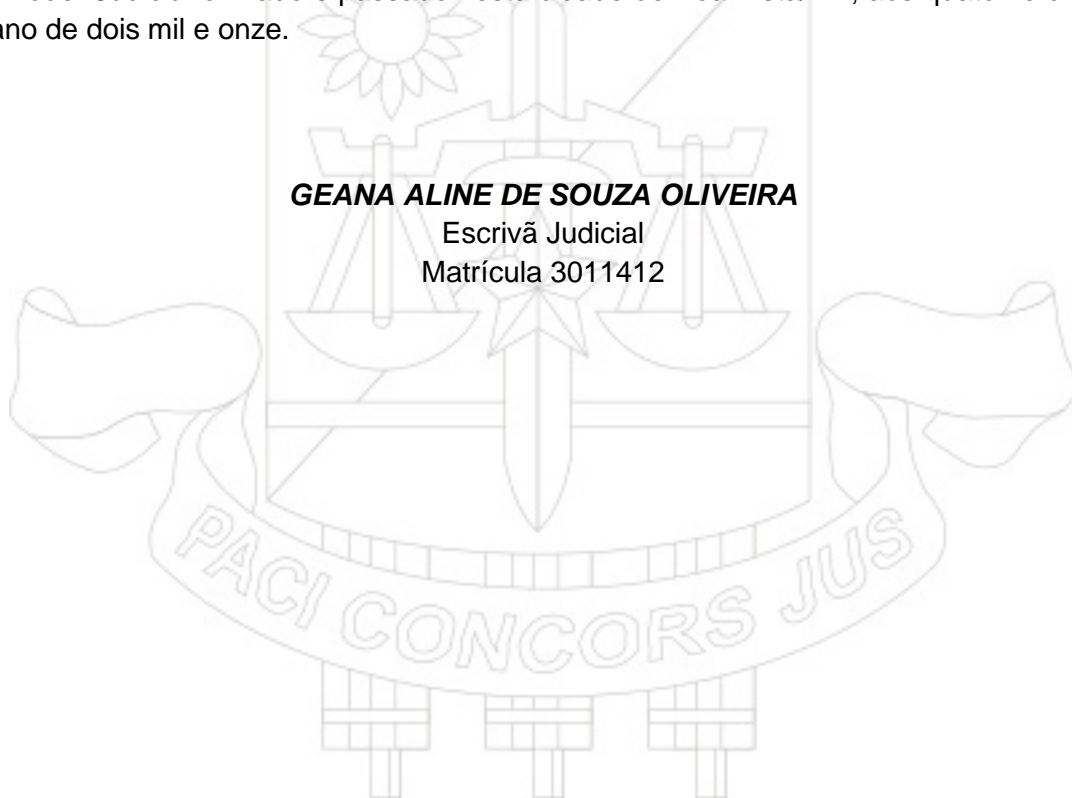 ano de dois mil e onze.
GEANA ALINE DE SOUZA OLIVEIRA
Escrivã Judicial
Matrícula 3011412
PACI CONCORS JUS